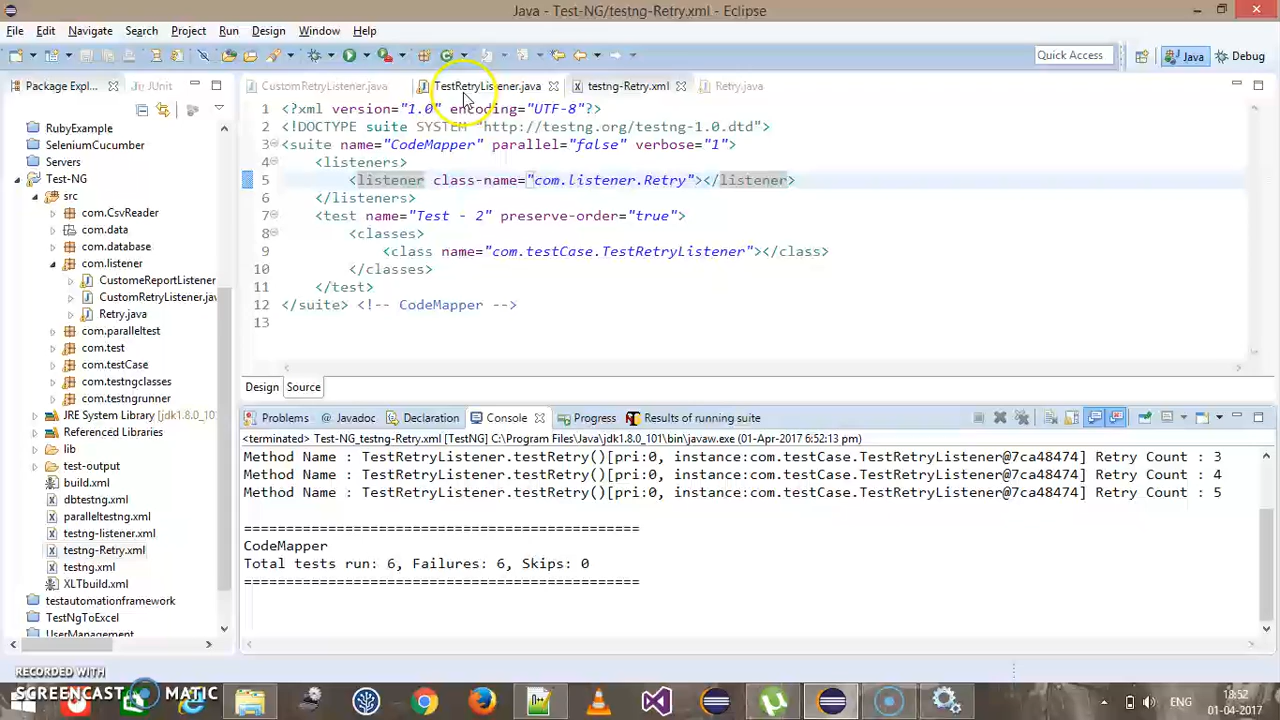 Java - Test-NG/testng-Retry.xml - Eclipse
File Edit Navigate Search Project Run Design Window Help
Quick Access Java Debug
Package Expl... JUnit
CustomRetryListener.java TestRetryListener.java testng-Retry.xml Retry.java
RubyExample
SeleniumCucumber
Servers
Test-NG
src
com.CsvReader
com.data
com.database
com.listener
CustomeReportListener
CustomRetryListener.jav
Retry.java
com.paralleltest
com.test
com.testCase
com.testngclasses
com.testngrunner
JRE System Library [jdk1.8.0_101
Referenced Libraries
lib
test-output
build.xml
dbtestng.xml
paralleltestng.xml
testng-listener.xml
testng-Retry.xml
testng.xml
XLTbuild.xml
testautomationframework
TestNgToExcel
UserManagement
1 <?xml version="1.0" encoding="UTF-8"?>
2 <!DOCTYPE suite SYSTEM "http://testng.org/testng-1.0.dtd">
3 <suite name="CodeMapper" parallel="false" verbose="1">
4 <listeners>
5 <listener class-name="com.listener.Retry"></listener>
6 </listeners>
7 <test name="Test - 2" preserve-order="true">
8 <classes>
9 <class name="com.testCase.TestRetryListener"></class>
10 </classes>
11 </test>
12 </suite> <!-- CodeMapper -->
13
Design Source
Problems Javadoc Declaration Console Progress Results of running suite
<terminated> Test-NG_testng-Retry.xml [TestNG] C:\Program Files\Java\jdk1.8.0_101\bin\javaw.exe (01-Apr-2017 6:52:13 pm)
Method Name : TestRetryListener.testRetry()[pri:0, instance:com.testCase.TestRetryListener@7ca48474] Retry Count : 3
Method Name : TestRetryListener.testRetry()[pri:0, instance:com.testCase.TestRetryListener@7ca48474] Retry Count : 4
Method Name : TestRetryListener.testRetry()[pri:0, instance:com.testCase.TestRetryListener@7ca48474] Retry Count : 5
===============================================
CodeMapper
Total tests run: 6, Failures: 6, Skips: 0
===============================================
RECORDED WITH
SCREENCAST MATIC
ENG
18:52
01-04-2017